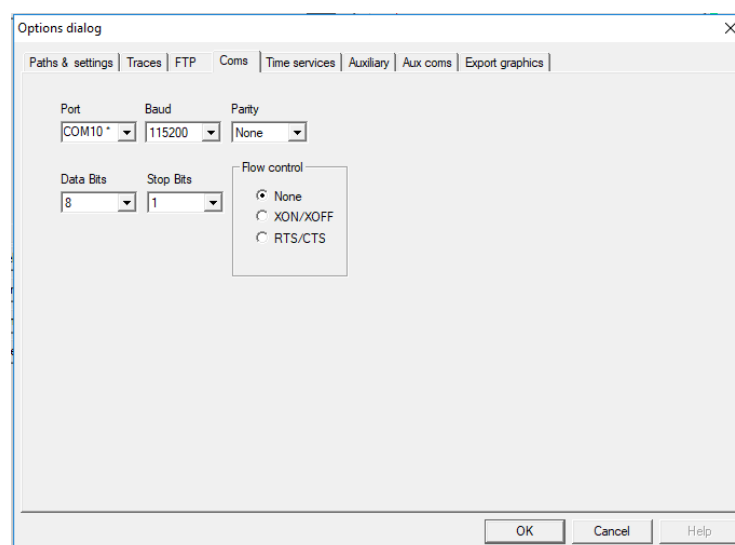 Options dialog
Paths & settings Traces FTP Coms Time services Auxiliary Aux coms Export graphics
Port Baud Parity
COM10 * 115200 None
Data Bits Stop Bits Flow control
8 1 None
XON/XOFF
RTS/CTS
OK Cancel Help